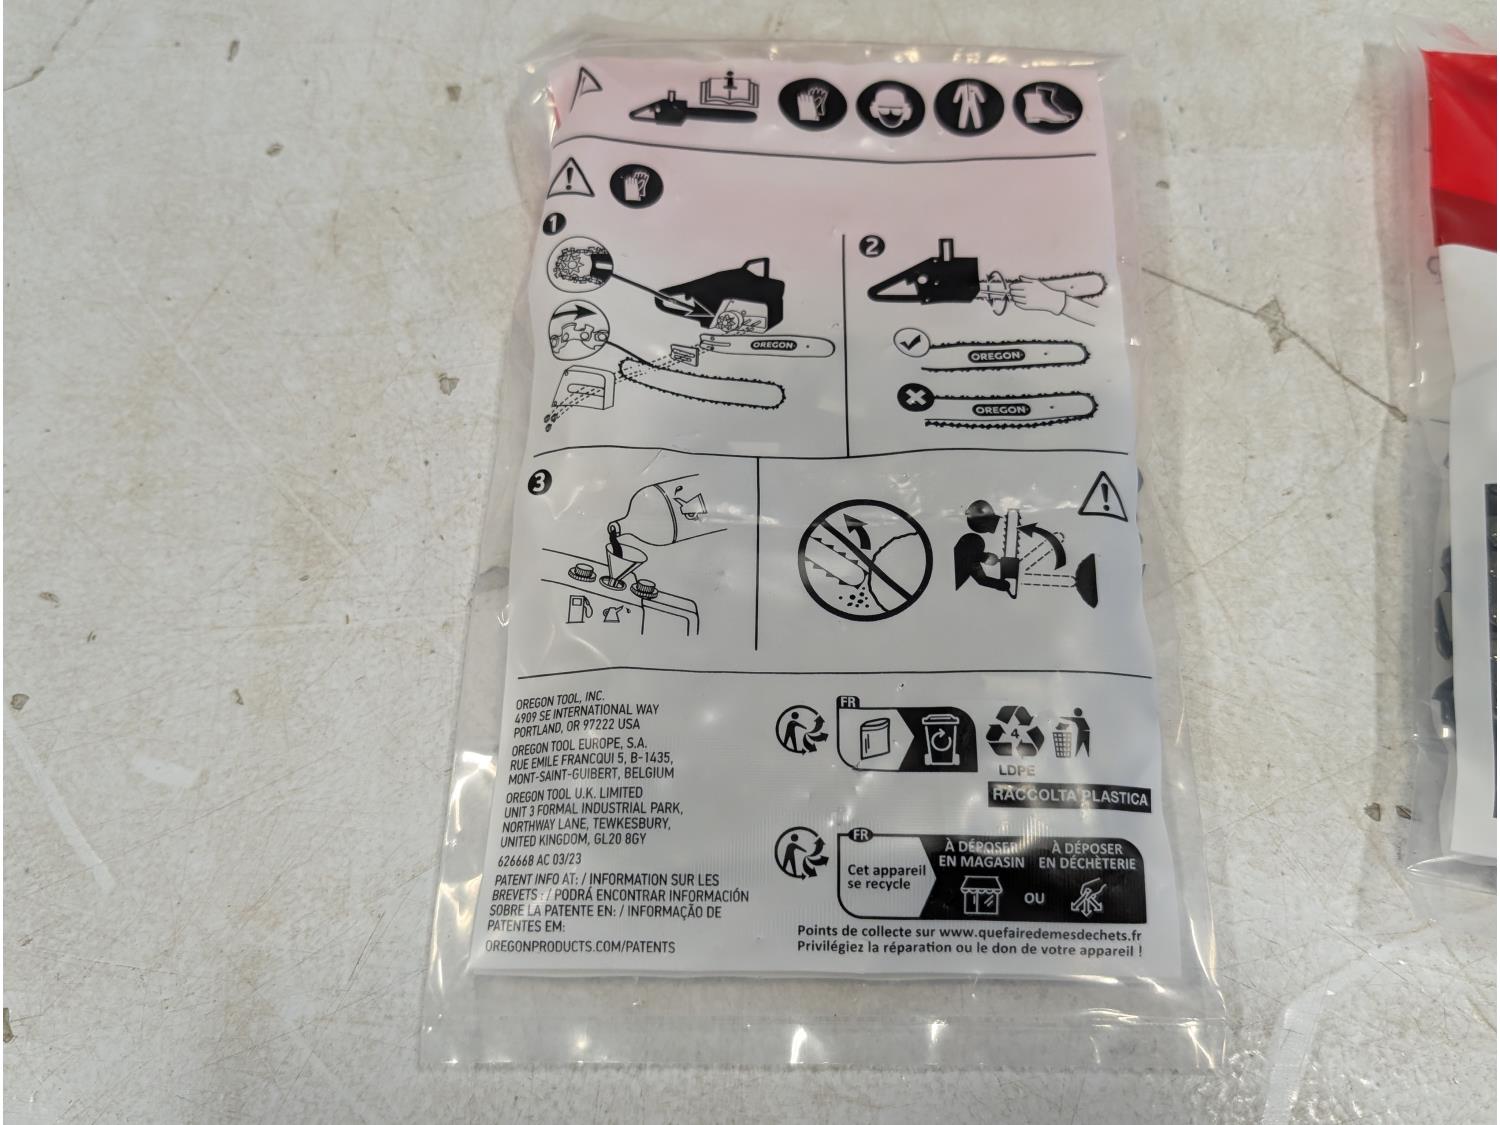 1
OREGON
2
OREGON
OREGON
3
OREGON TOOL, INC.
4909 SE INTERNATIONAL WAY
PORTLAND, OR 97222 USA
OREGON TOOL EUROPE, S.A.
RUE EMILE FRANCQUI 5, B-1435,
MONT-SAINT-GUIBERT, BELGIUM
OREGON TOOL U.K. LIMITED
UNIT 3 FORMAL INDUSTRIAL PARK,
NORTHWAY LANE, TEWKESBURY,
UNITED KINGDOM, GL20 8GY
626668 AC 03/23
PATENT INFO AT: / INFORMATION SUR LES
BREVETS : / PODRÁ ENCONTRAR INFORMACIÓN
SOBRE LA PATENTE EN: / INFORMAÇÃO DE
PATENTES EM:
OREGONPRODUCTS.COM/PATENTS
FR
4
LDPE
RACCOLTA PLASTICA
FR
Cet appareil
se recycle
À DÉPOSER
EN MAGASIN
OU
À DÉPOSER
EN DÉCHÈTERIE
Points de collecte sur www.quefairedemesdechets.fr
Privilégiez la réparation ou le don de votre appareil !